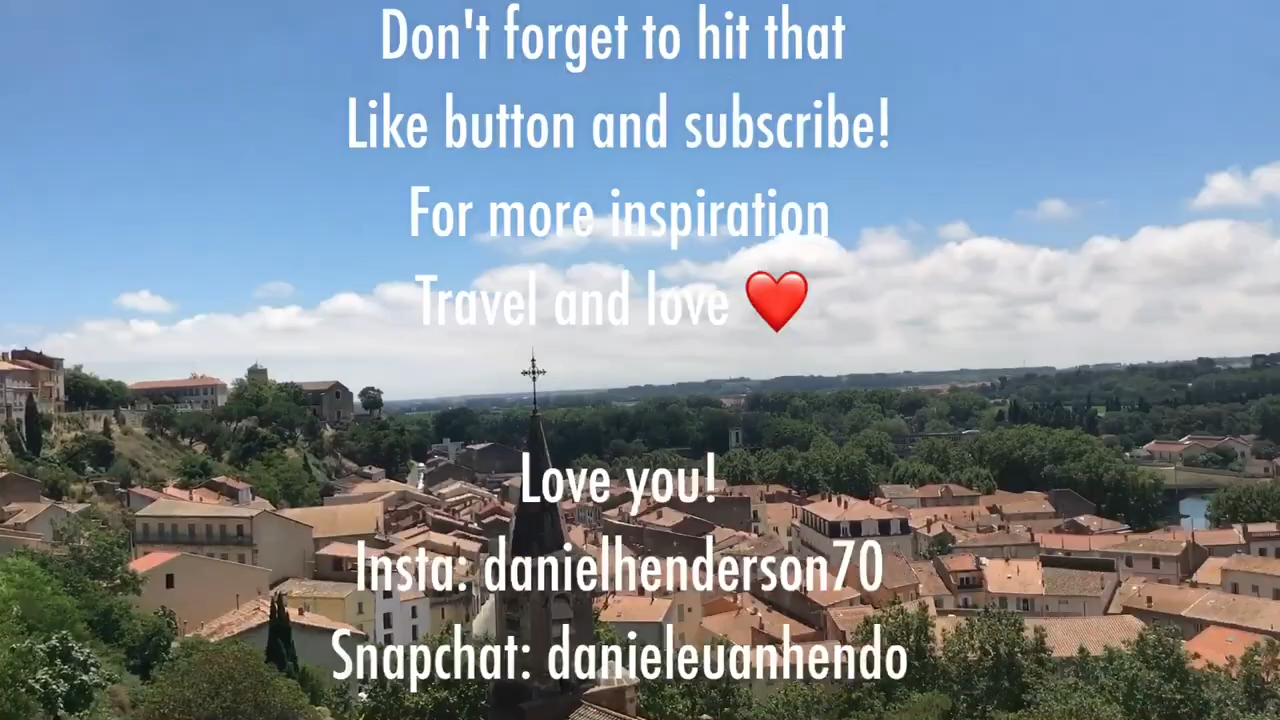 Don't forget to hit that
Like button and subscribe!
For more inspiration
Travel and love ❤️
Love you!
Insta: danielhenderson70
Snapchat: danieleuanhendo